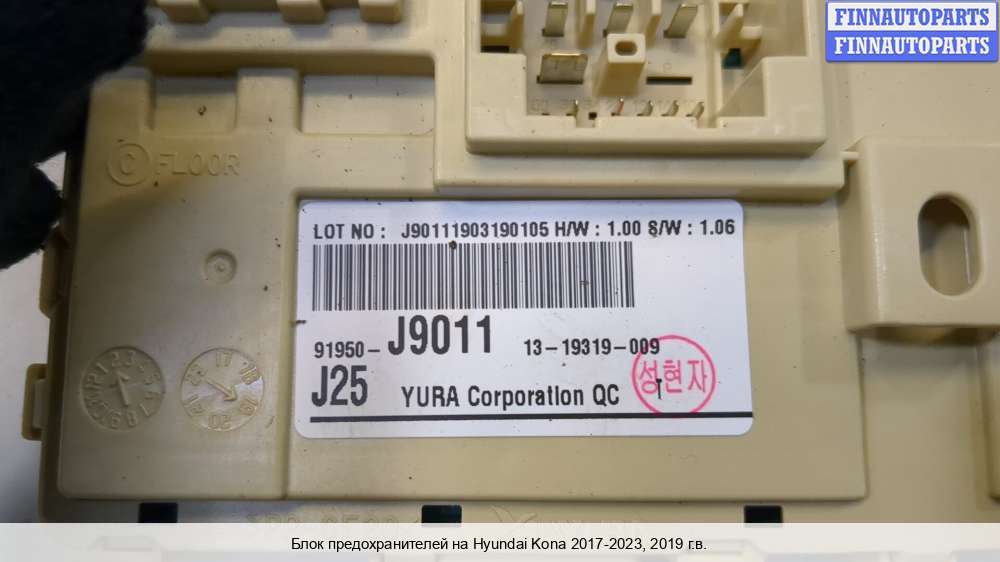 FINNAUTOPARTS
FINNAUTOPARTS
C FLOOR
LOT NO : J90111903190105 H/W : 1.00 S/W : 1.06
91950-J9011 13-19319-009
J25 YURA Corporation QC
성현자
Блок предохранителей на Hyundai Kona 2017-2023, 2019 г.в.